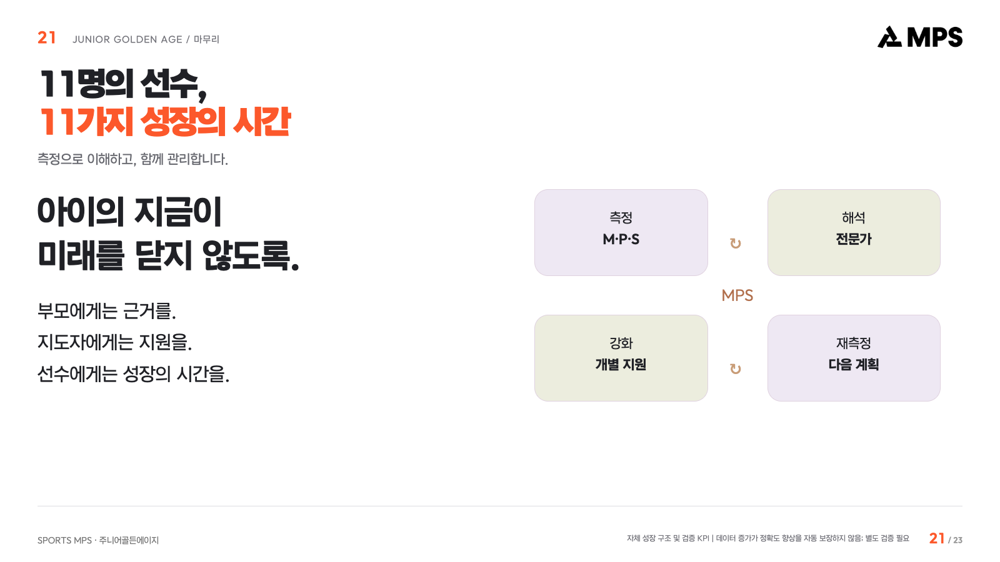 21 JUNIOR GOLDEN AGE / 마무리
MPS
11명의 선수,
11가지 성장의 시간
측정으로 이해하고, 함께 관리합니다.
아이의 지금이
미래를 닫지 않도록.
부모에게는 근거를.
지도자에게는 지원을.
선수에게는 성장의 시간을.
측정
M·P·S
↻
해석
전문가
MPS
강화
개별 지원
↻
재측정
다음 계획
SPORTS MPS · 주니어골든에이지
자체 성장 구조 및 검증 KPI | 데이터 증가가 정확도 향상을 자동 보장하지 않음; 별도 검증 필요
21 / 23